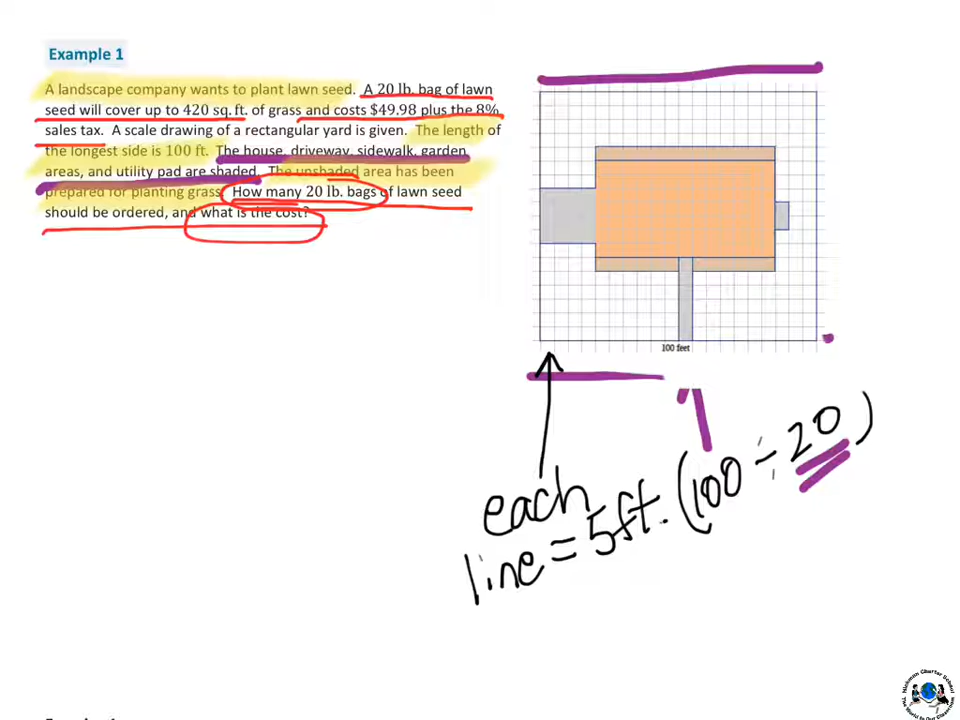 Example 1
A landscape company wants to plant lawn seed. A 20 lb. bag of lawn
seed will cover up to 420 sq. ft. of grass and costs $49.98 plus the 8%
sales tax. A scale drawing of a rectangular yard is given. The length of
the longest side is 100 ft. The house, driveway, sidewalk, garden
areas, and utility pad are shaded. The unshaded area has been
prepared for planting grass. How many 20 lb. bags of lawn seed
should be ordered, and what is the cost?
100 feet
each
line = 5ft. (100 ÷ 20)